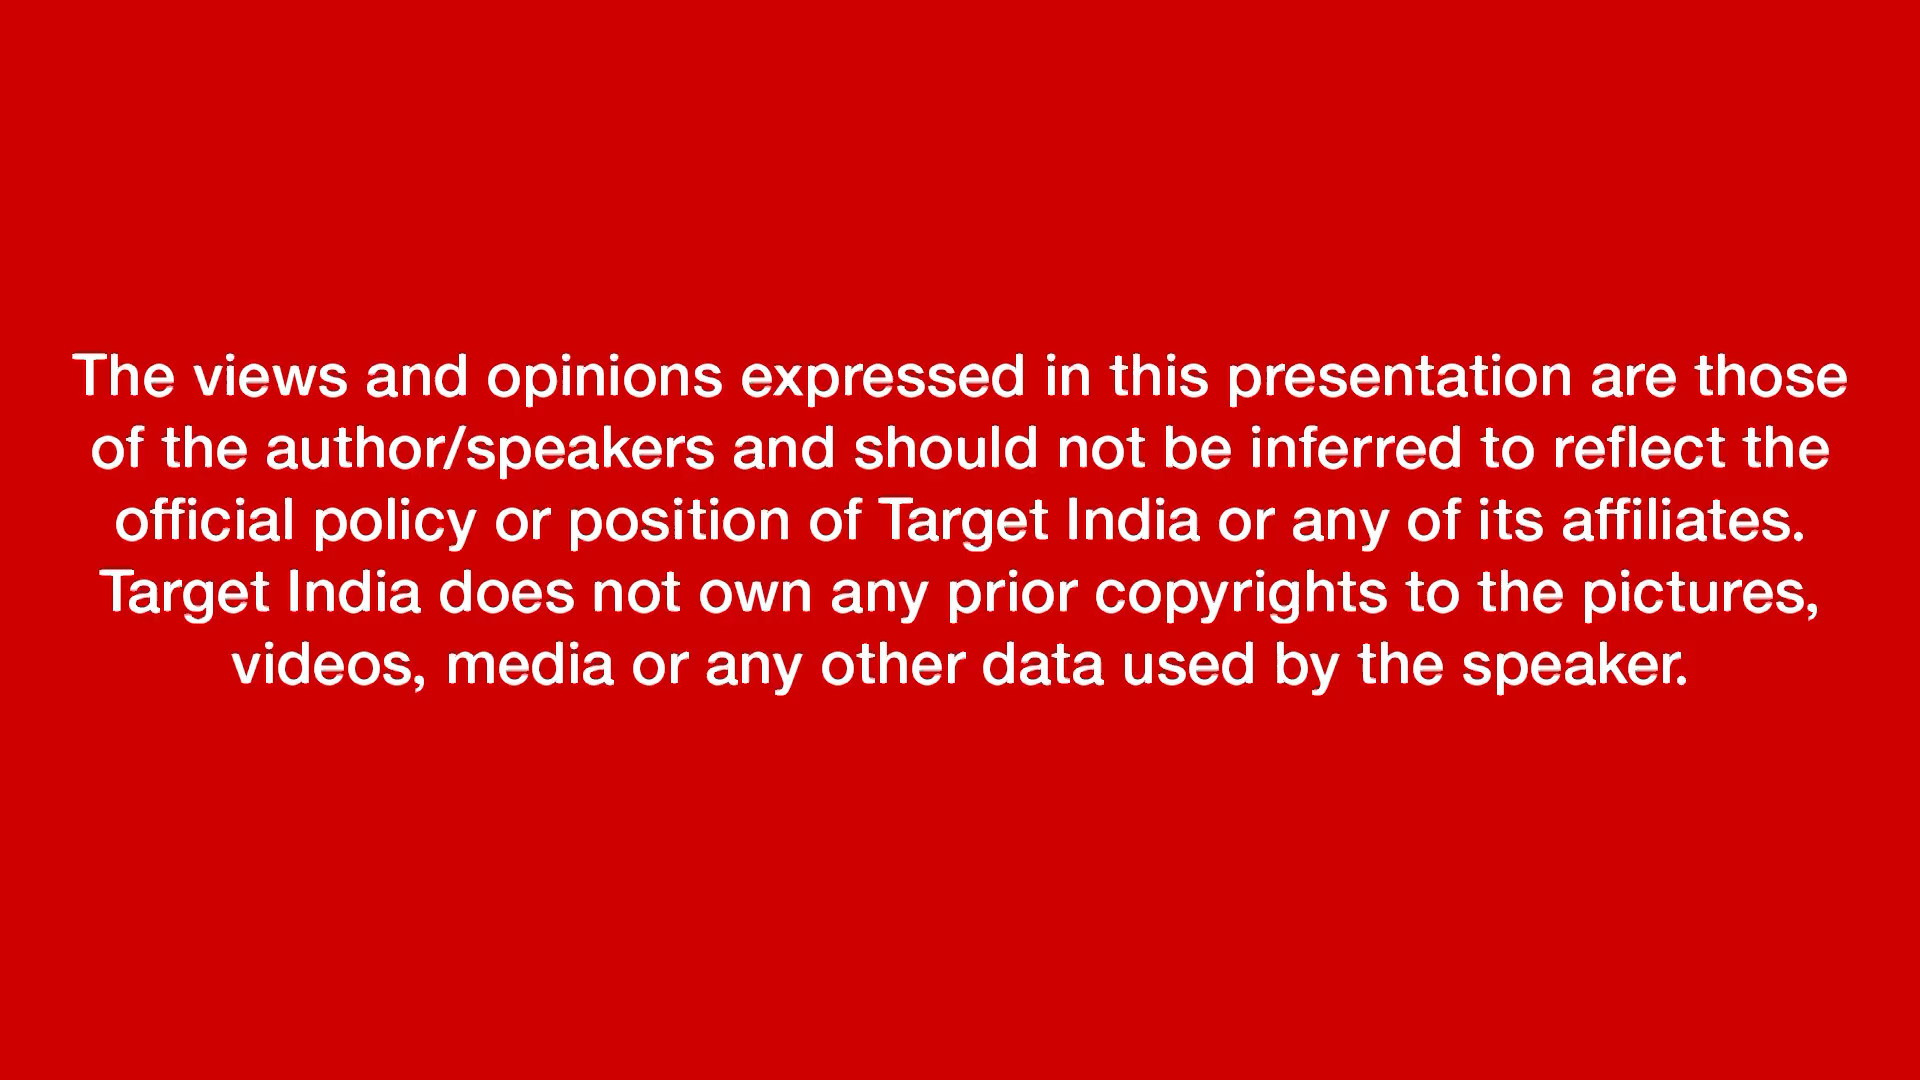 The views and opinions expressed in this presentation are those
of the author/speakers and should not be inferred to reflect the
official policy or position of Target India or any of its affiliates.
Target India does not own any prior copyrights to the pictures,
videos, media or any other data used by the speaker.